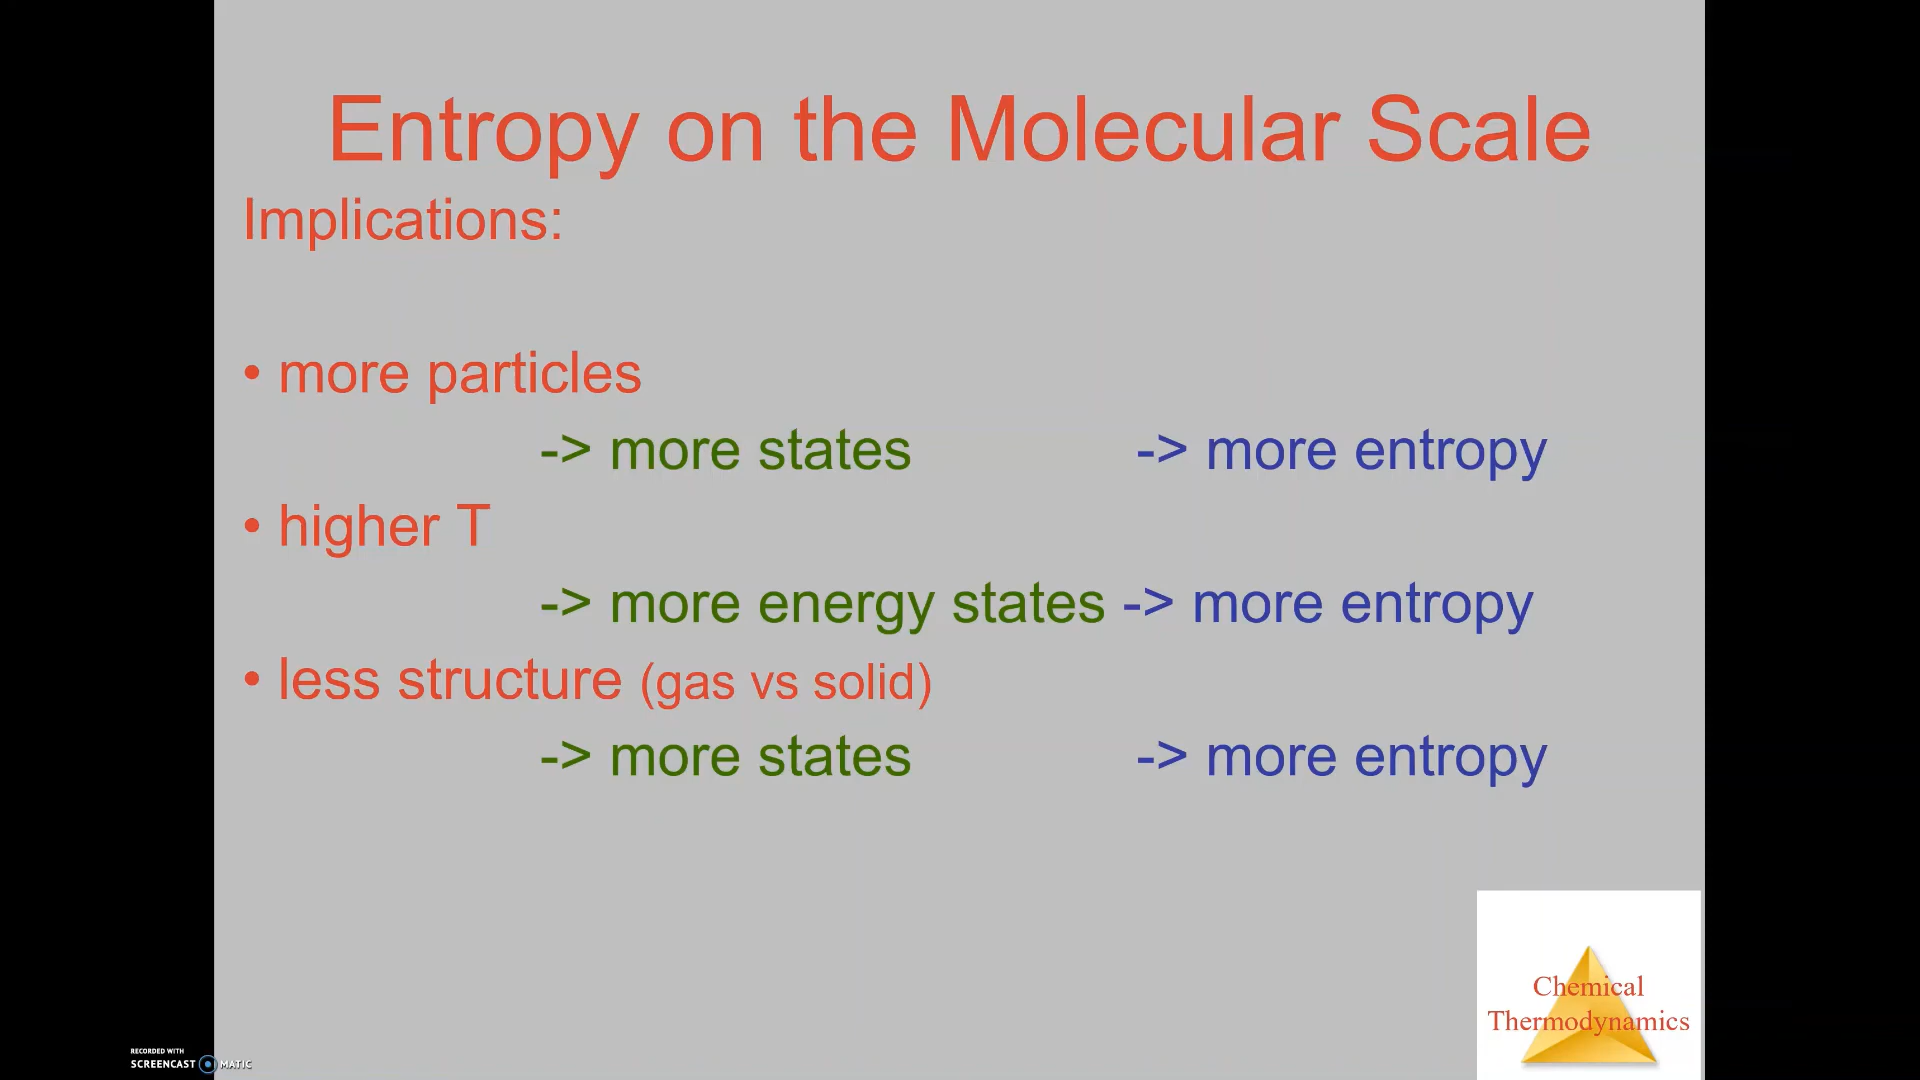 Entropy on the Molecular Scale
Implications:
• more particles
-> more states -> more entropy
• higher T
-> more energy states -> more entropy
• less structure (gas vs solid)
-> more states -> more entropy
Chemical
Thermodynamics
RECORDED WITH
SCREENCAST MATIC